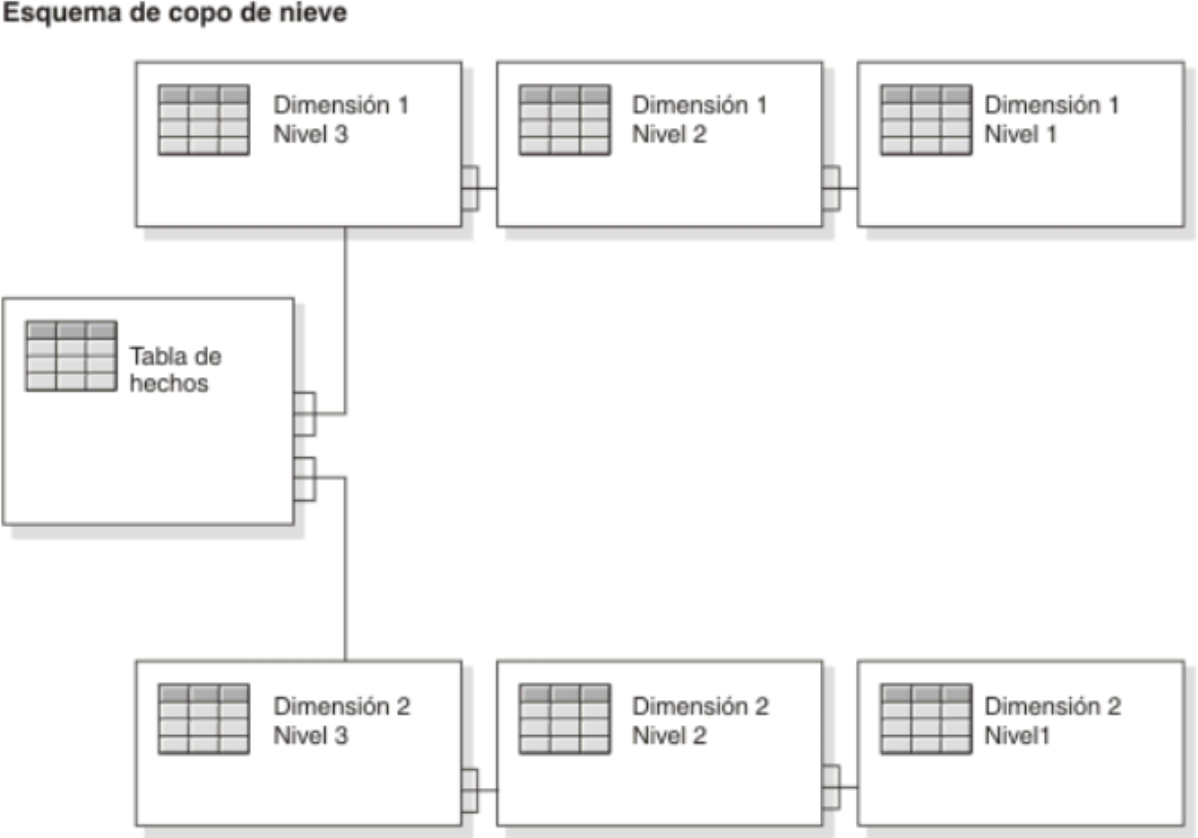 Esquema de copo de nieve
Dimensión 1
Nivel 3
Dimensión 1
Nivel 2
Dimensión 1
Nivel 1
Tabla de
hechos
Dimensión 2
Nivel 3
Dimensión 2
Nivel 2
Dimensión 2
Nivel1